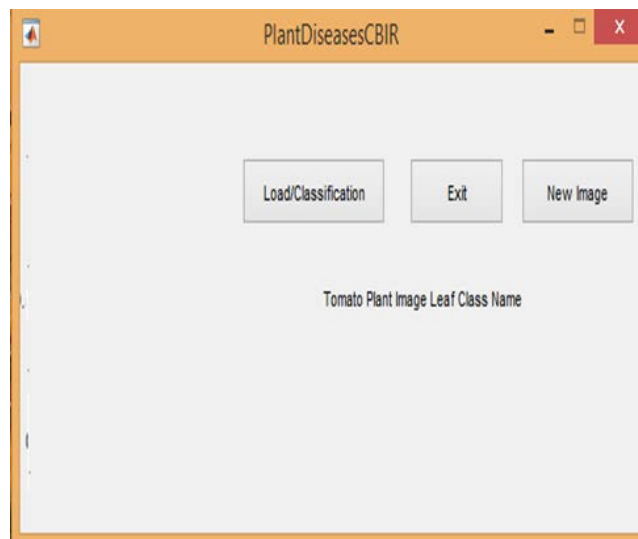 PlantDiseasesCBIR
Load/Classification Exit New Image
Tomato Plant Image Leaf Class Name